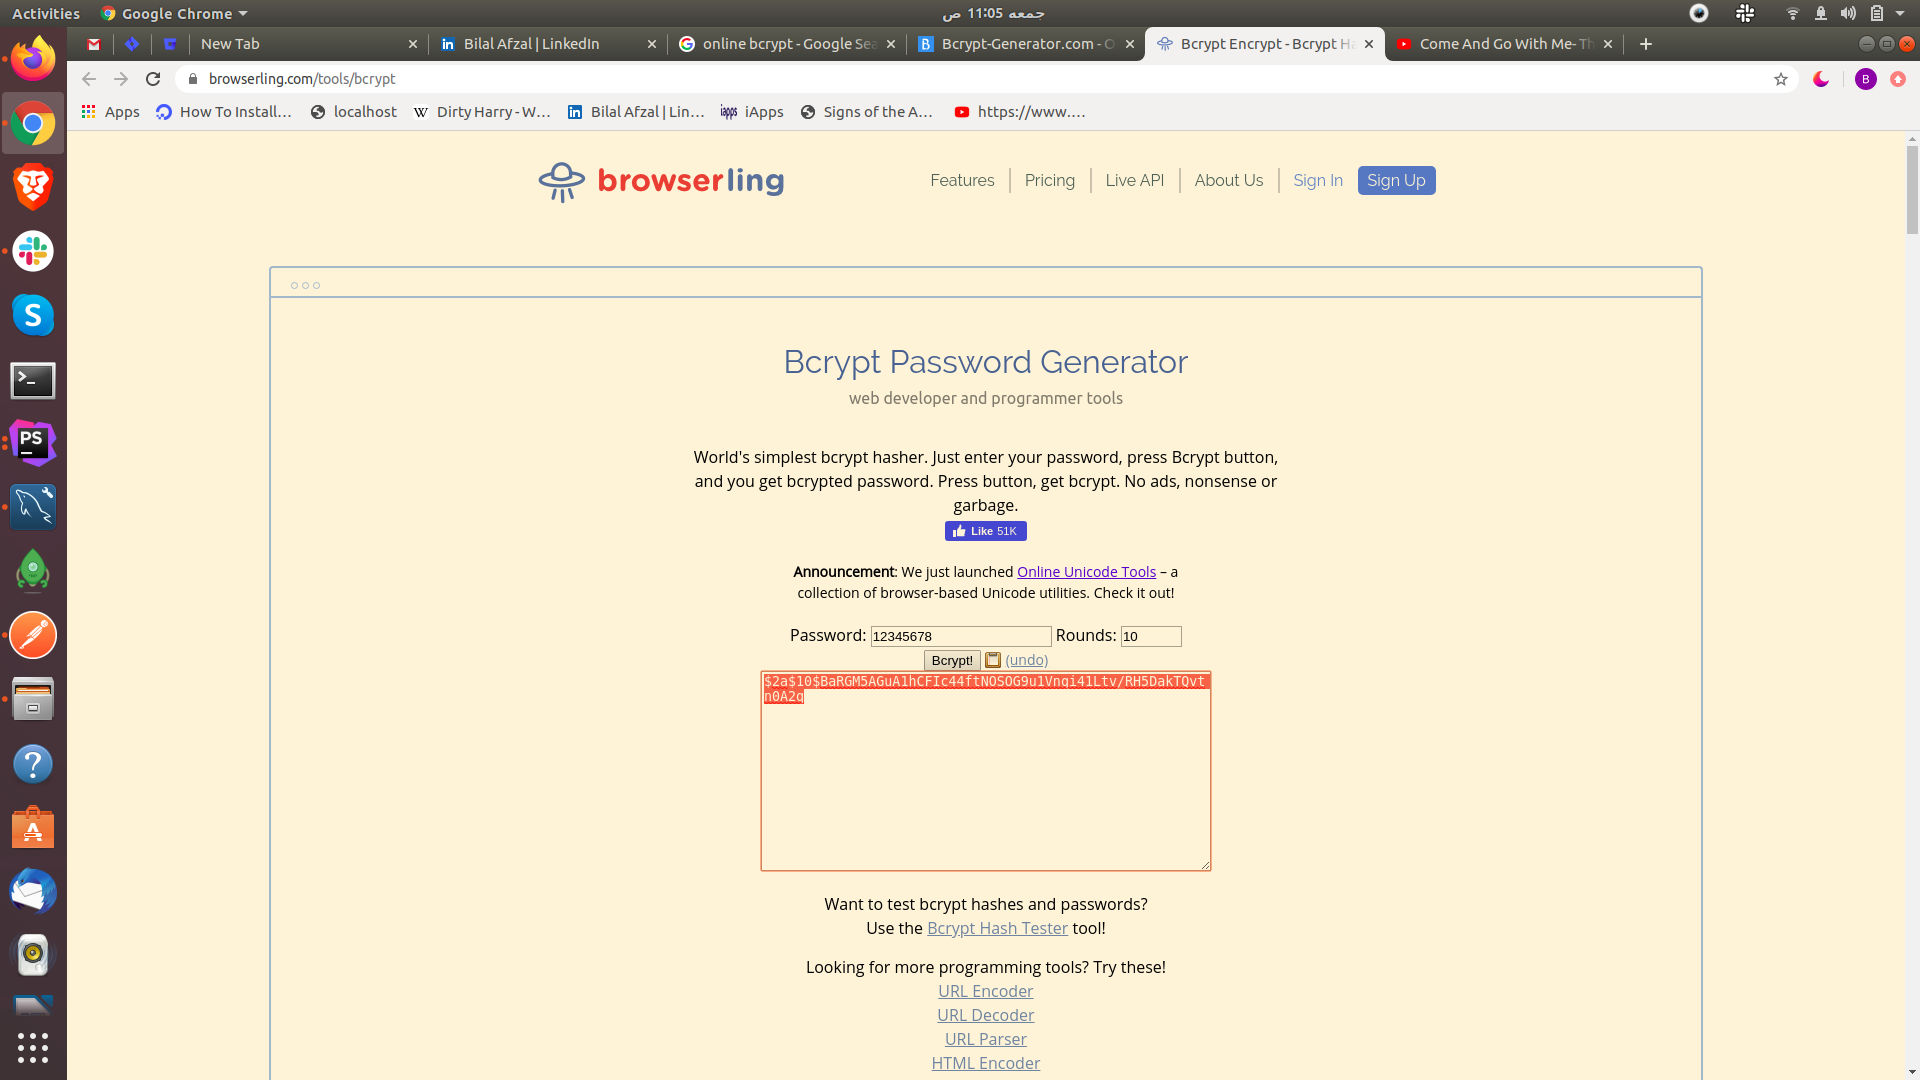 Activities
Google Chrome
جمعه 11:05 ص
New Tab
Bilal Afzal | LinkedIn
online bcrypt - Google Sea
Bcrypt-Generator.com - O
Bcrypt Encrypt - Bcrypt Ha
Come And Go With Me- Th
browserling.com/tools/bcrypt
B
Apps
How To Install...
localhost
Dirty Harry - W...
Bilal Afzal | Lin...
iApps
Signs of the A...
https://www....
browserling
Features
Pricing
Live API
About Us
Sign In
Sign Up
Bcrypt Password Generator
web developer and programmer tools
World's simplest bcrypt hasher. Just enter your password, press Bcrypt button,
and you get bcrypted password. Press button, get bcrypt. No ads, nonsense or
garbage.
Like 51K
Announcement: We just launched Online Unicode Tools – a
collection of browser-based Unicode utilities. Check it out!
Password: 12345678 Rounds: 10
Bcrypt! (undo)
$2a$10$BaRGM5AGuA1hCFIc44ftNOSOG9u1Vnqi41Ltv/RH5DakTQvt
n0A2q
Want to test bcrypt hashes and passwords?
Use the Bcrypt Hash Tester tool!
Looking for more programming tools? Try these!
URL Encoder
URL Decoder
URL Parser
HTML Encoder